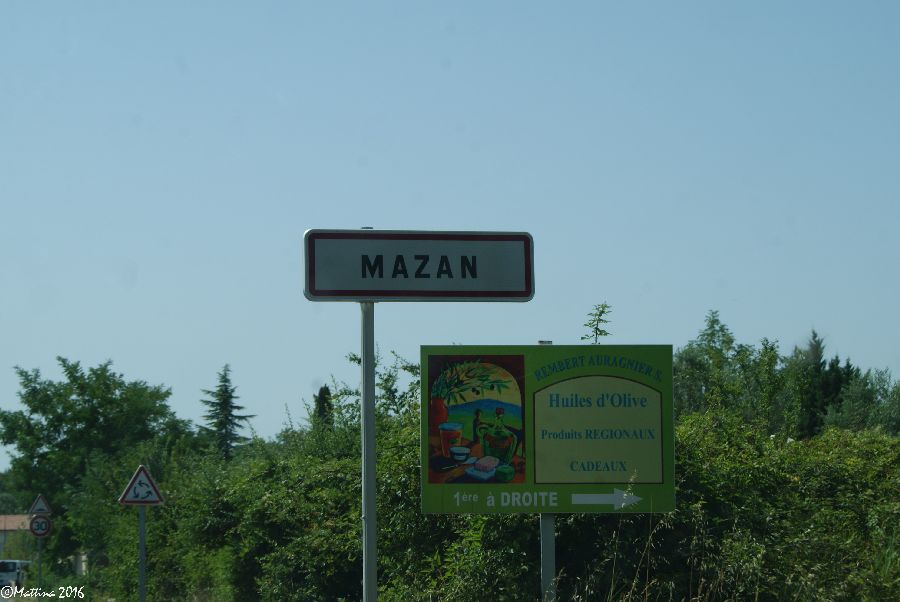 MAZAN
REMBERT AURAGNIER S.
Huiles d'Olive
Produits REGIONAUX
CADEAUX
1ère à DROITE
30
©Mattina 2016